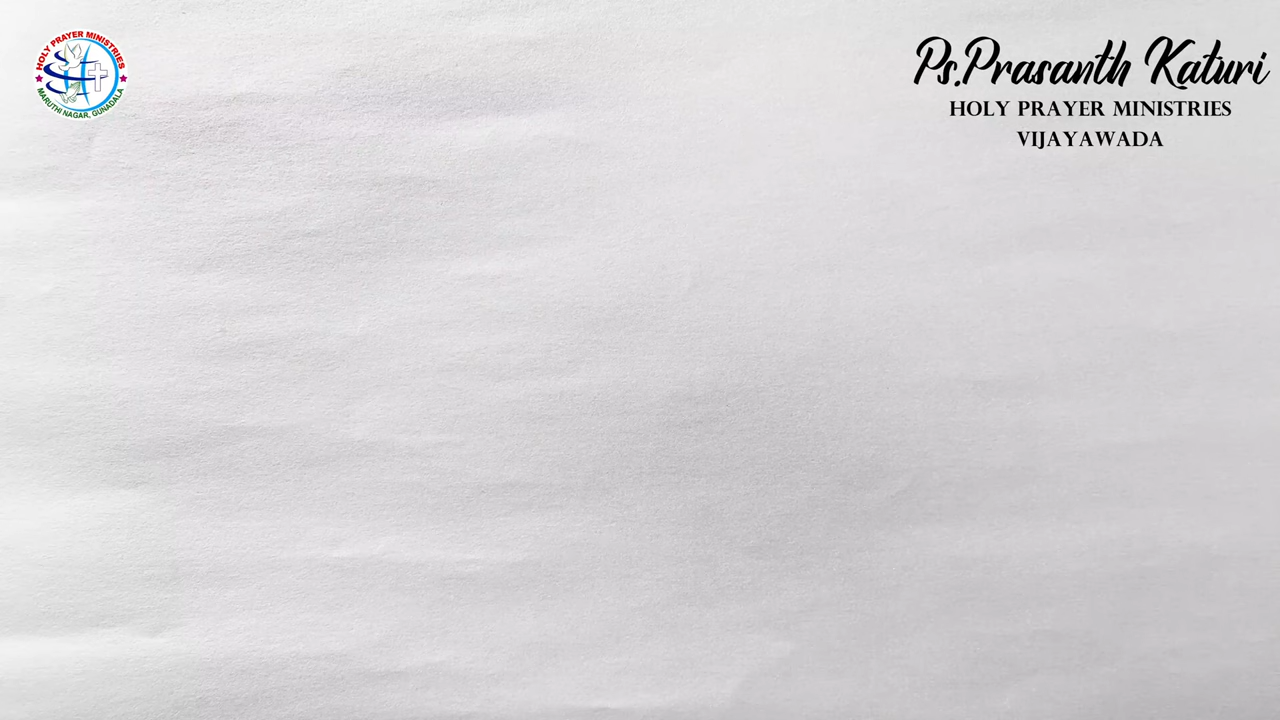 HOLY PRAYER MINISTRIES
MARUTHI NAGAR, GUNADALA
Ps.Prasanth Katuri
HOLY PRAYER MINISTRIES
VIJAYAWADA